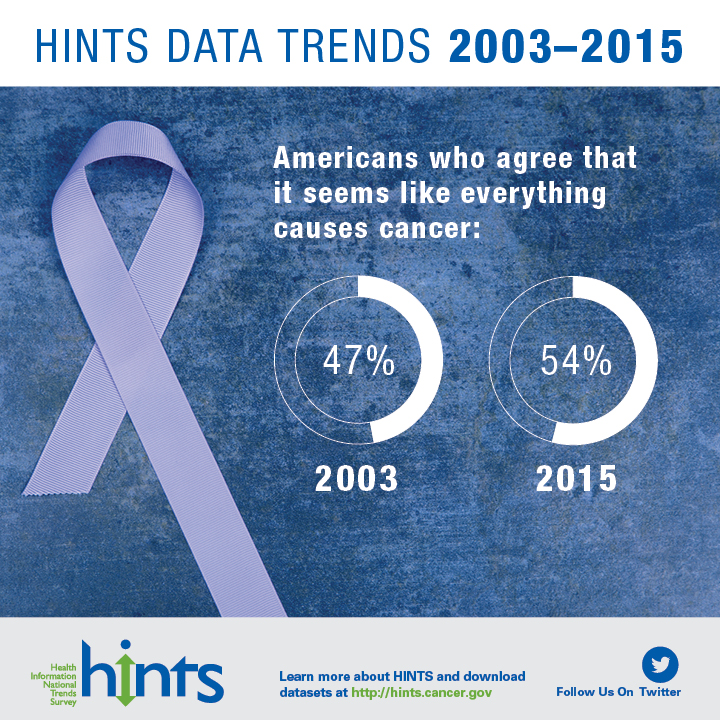 HINTS DATA TRENDS 2003–2015
Americans who agree that
it seems like everything
causes cancer:
47%
54%
2003
2015
Health
Information
National
Trends
Survey
hints
Learn more about HINTS and download
datasets at http://hints.cancer.gov
Follow Us On Twitter